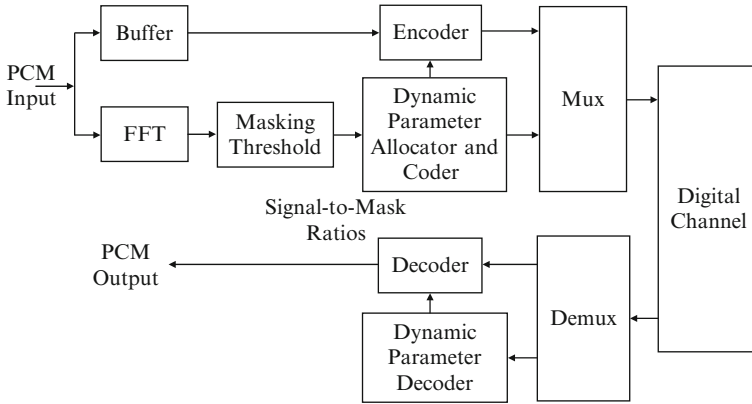 Buffer
Encoder
PCM
Input
Mux
FFT
Masking
Threshold
Dynamic
Parameter
Allocator and
Coder
Digital
Channel
Signal-to-Mask
Ratios
PCM
Output
Decoder
Demux
Dynamic
Parameter
Decoder